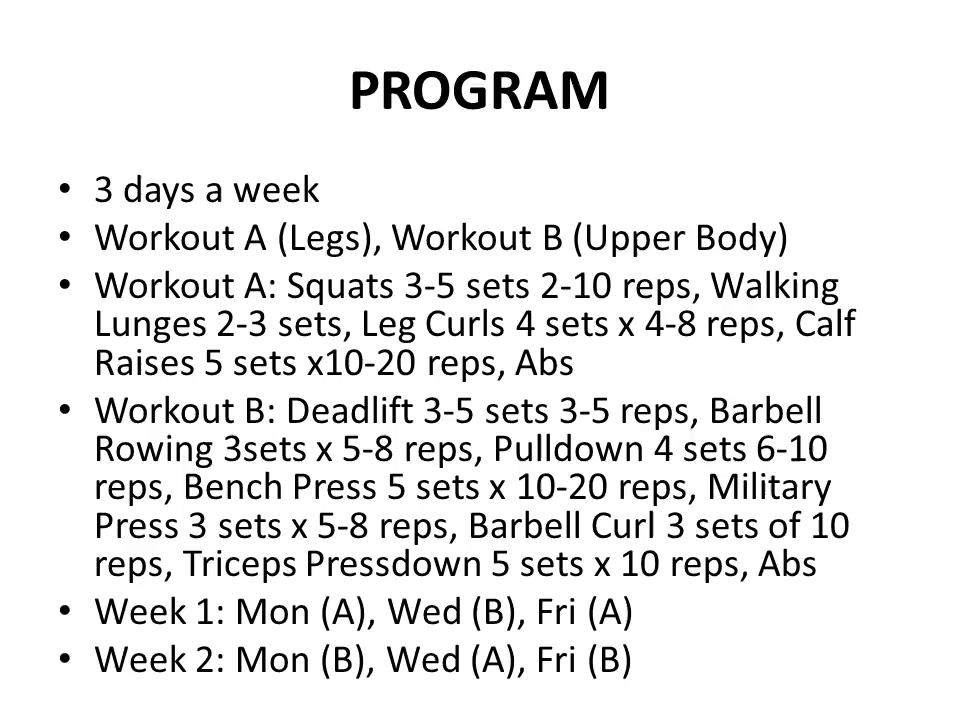 PROGRAM
• 3 days a week
• Workout A (Legs), Workout B (Upper Body)
• Workout A: Squats 3-5 sets 2-10 reps, Walking
Lunges 2-3 sets, Leg Curls 4 sets x 4-8 reps, Calf
Raises 5 sets x10-20 reps, Abs
• Workout B: Deadlift 3-5 sets 3-5 reps, Barbell
Rowing 3sets x 5-8 reps, Pulldown 4 sets 6-10
reps, Bench Press 5 sets x 10-20 reps, Military
Press 3 sets x 5-8 reps, Barbell Curl 3 sets of 10
reps, Triceps Pressdown 5 sets x 10 reps, Abs
• Week 1: Mon (A), Wed (B), Fri (A)
• Week 2: Mon (B), Wed (A), Fri (B)